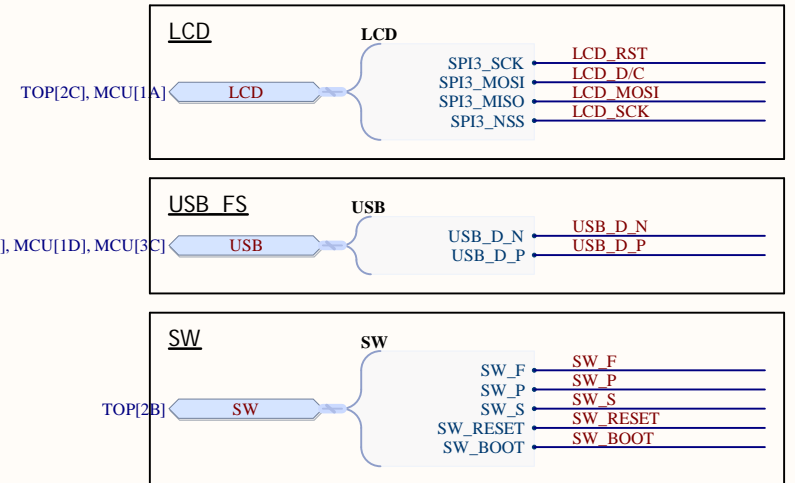 LCD
LCD
SPI3_SCK LCD_RST
SPI3_MOSI LCD_D/C
TOP[2C], MCU[1A] LCD
SPI3_MISO LCD_MOSI
SPI3_NSS LCD_SCK
USB FS
USB
USB_D_N USB_D_N
], MCU[1D], MCU[3C] USB
USB_D_P USB_D_P
SW
SW
SW_F SW_F
SW_P SW_P
TOP[2B] SW
SW_S SW_S
SW_RESET SW_RESET
SW_BOOT SW_BOOT